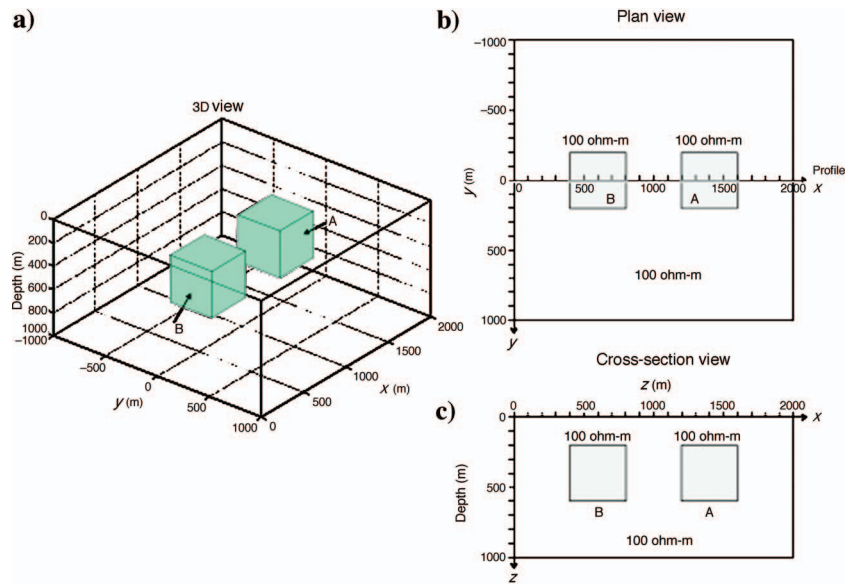 a)
3D view
0
200
400
600
800
1000
Depth (m)
−1000
−500
0
500
1000
y (m)
0
500
1000
1500
2000
x (m)
A
B
b)
Plan view
−1000
−500
0
500
1000
y (m)
y
100 ohm-m 100 ohm-m
0 500 1000 1500 2000
Profile
x
B A
100 ohm-m
c)
Cross-section view
z (m)
0 500 1000 1500 2000
x
0
500
1000
Depth (m)
z
100 ohm-m 100 ohm-m
B A
100 ohm-m